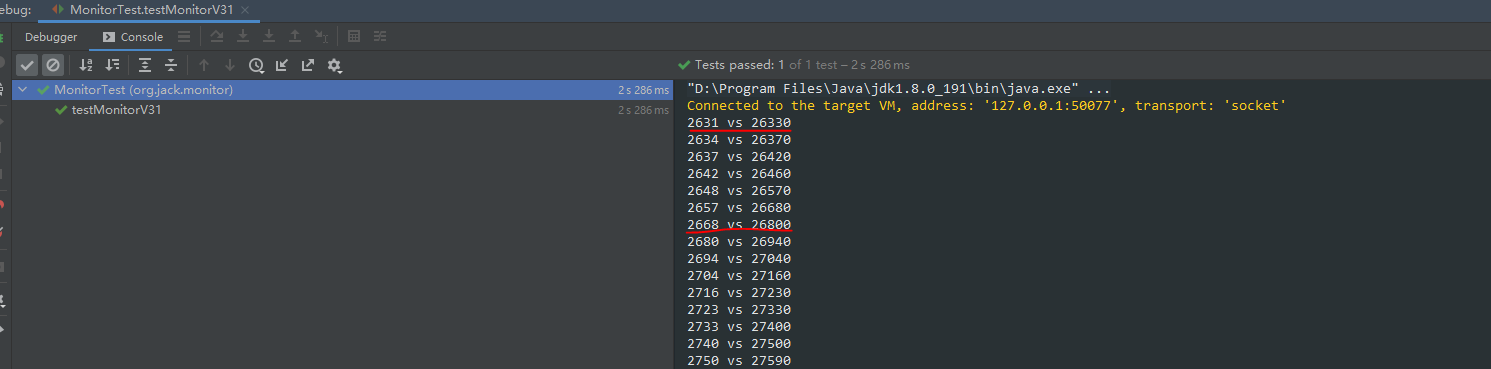 ebug: MonitorTest.testMonitorV31
Debugger Console
Tests passed: 1 of 1 test – 2 s 286 ms
MonitorTest (org.jack.monitor) 2 s 286 ms
testMonitorV31 2 s 286 ms
"D:\Program Files\Java\jdk1.8.0_191\bin\java.exe" ...
Connected to the target VM, address: '127.0.0.1:50077', transport: 'socket'
2631 vs 26330
2634 vs 26370
2637 vs 26420
2642 vs 26460
2648 vs 26570
2657 vs 26680
2668 vs 26800
2680 vs 26940
2694 vs 27040
2704 vs 27160
2716 vs 27230
2723 vs 27330
2733 vs 27400
2740 vs 27500
2750 vs 27590